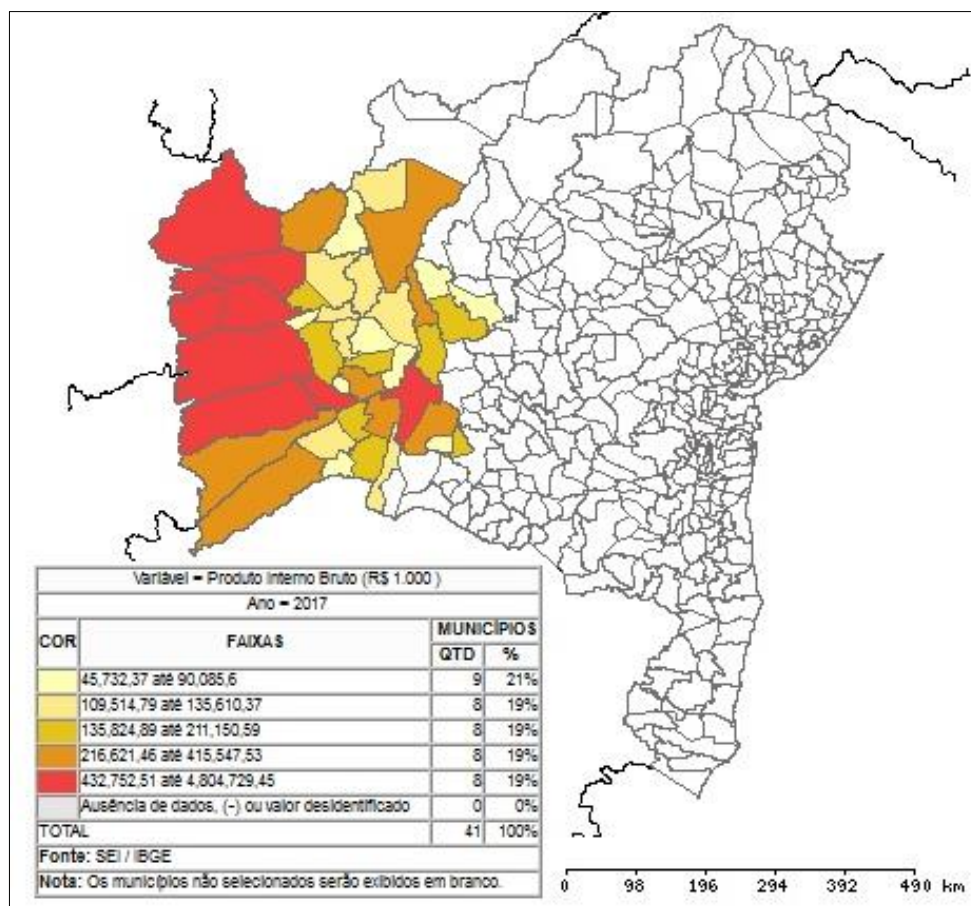 Variável = Produto Interno Bruto (R$ 1.000 )
Ano = 2017
COR FAIXAS MUNICÍPIOS
QTD %
45,732,37 até 90,085,6 9 21%
109,514,79 até 135,610,37 8 19%
135,824,89 até 211,150,59 8 19%
216,621,46 até 415,547,53 8 19%
432,752,51 até 4,804,729,45 8 19%
Ausência de dados, (-) ou valor desidentificado 0 0%
TOTAL 41 100%
Fonte: SEI / IBGE
Nota: Os municípios não selecionados serão exibidos em branco.
0 98 196 294 392 490 km